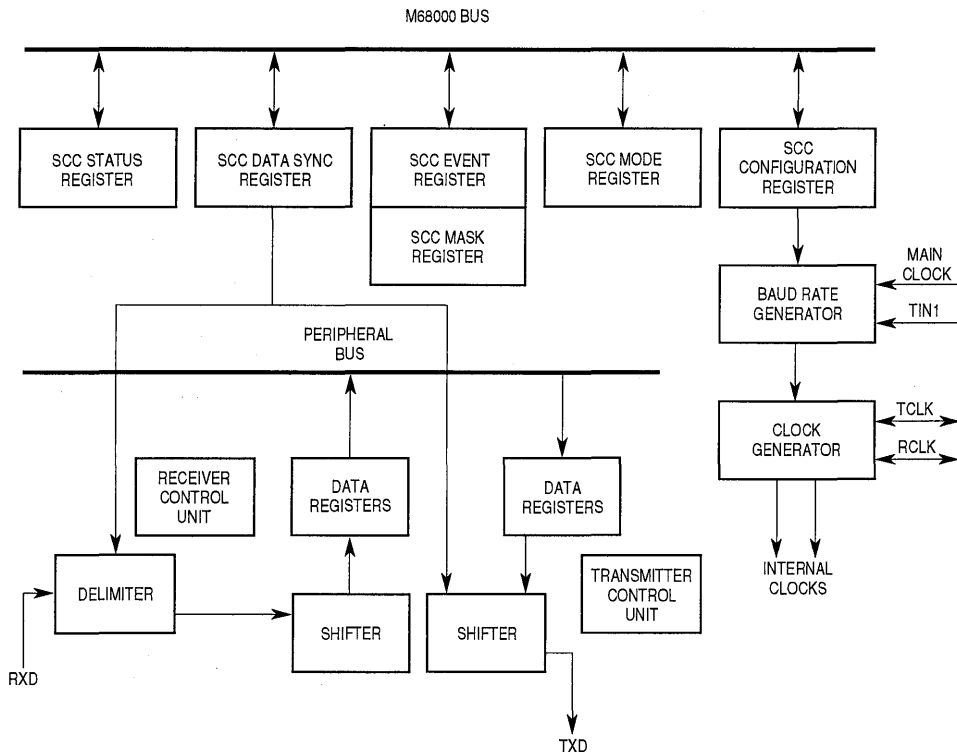 M68000 BUS
SCC STATUS
REGISTER
SCC DATA SYNC
REGISTER
SCC EVENT
REGISTER
SCC MODE
REGISTER
SCC
CONFIGURATION
REGISTER
SCC MASK
REGISTER
MAIN
CLOCK
BAUD RATE
GENERATOR
TIN1
PERIPHERAL
BUS
TCLK
CLOCK
GENERATOR
RCLK
RECEIVER
CONTROL
UNIT
DATA
REGISTERS
DATA
REGISTERS
INTERNAL
CLOCKS
DELIMITER
TRANSMITTER
CONTROL
UNIT
SHIFTER
SHIFTER
RXD
TXD